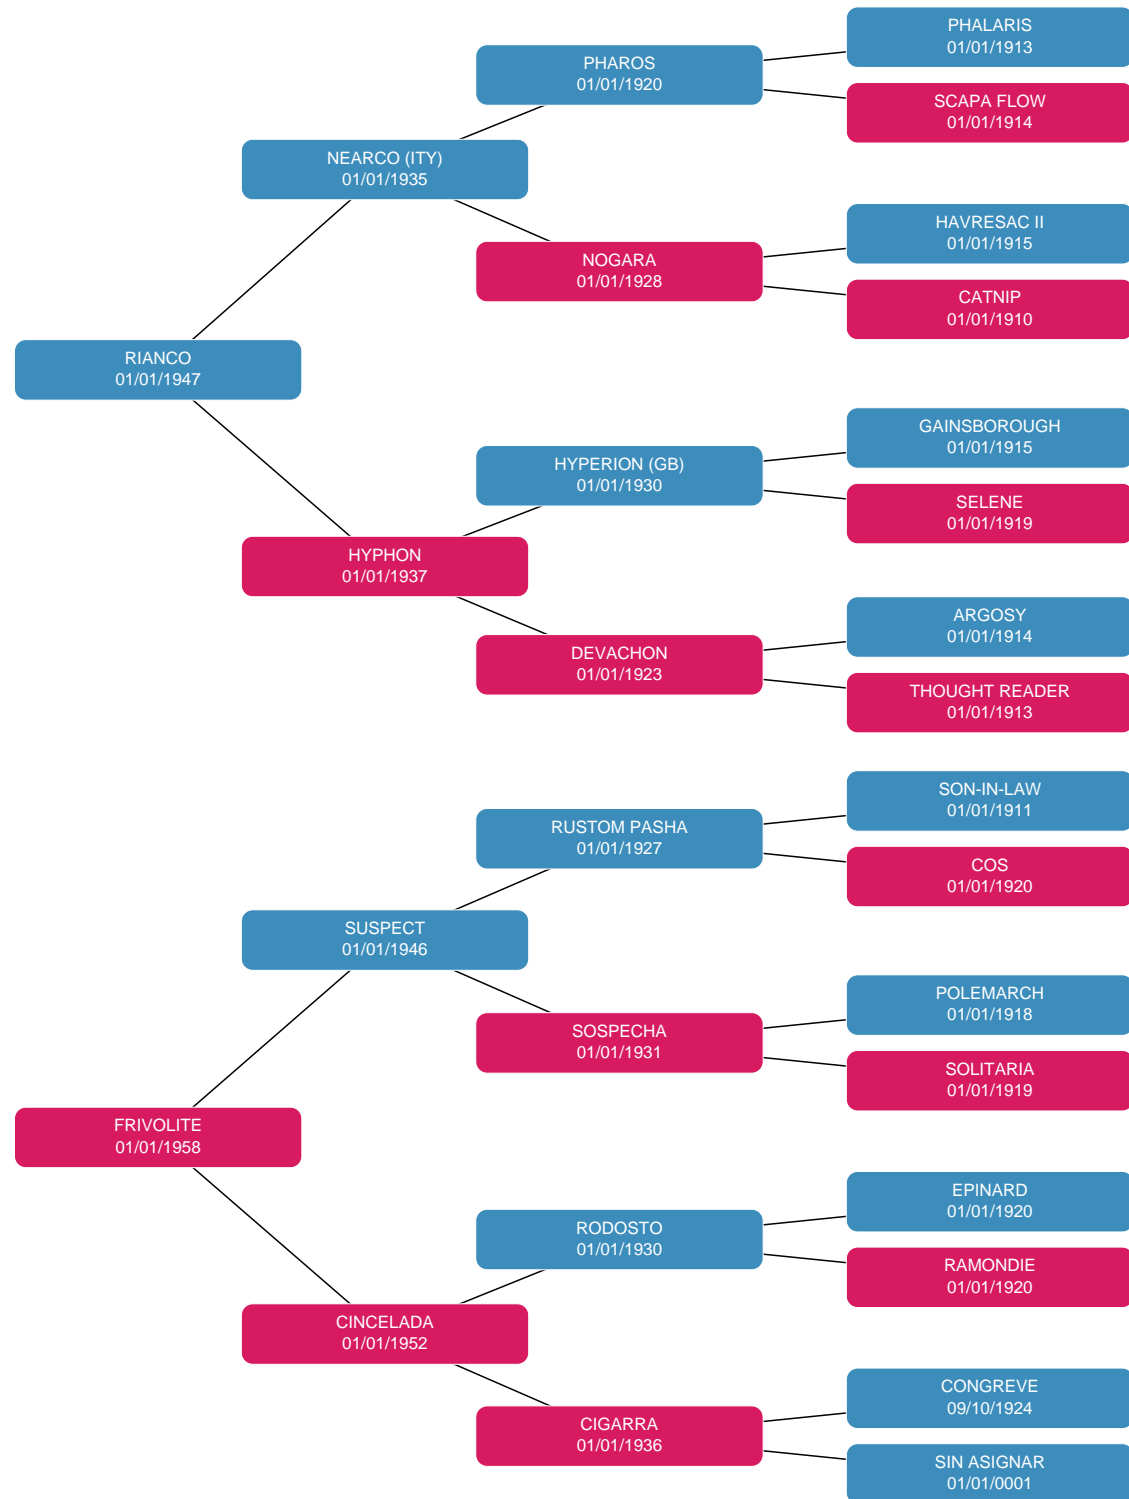 PHALARIS
01/01/1913
PHAROS
01/01/1920
SCAPA FLOW
01/01/1914
NEARCO (ITY)
01/01/1935
HAVRESAC II
01/01/1915
NOGARA
01/01/1928
CATNIP
01/01/1910
RIANCO
01/01/1947
GAINSBOROUGH
01/01/1915
HYPERION (GB)
01/01/1930
SELENE
01/01/1919
HYPHON
01/01/1937
ARGOSY
01/01/1914
DEVACHON
01/01/1923
THOUGHT READER
01/01/1913
SON-IN-LAW
01/01/1911
RUSTOM PASHA
01/01/1927
COS
01/01/1920
SUSPECT
01/01/1946
POLEMARCH
01/01/1918
SOSPECHA
01/01/1931
SOLITARIA
01/01/1919
FRIVOLITE
01/01/1958
EPINARD
01/01/1920
RODOSTO
01/01/1930
RAMONDIE
01/01/1920
CINCELADA
01/01/1952
CONGREVE
09/10/1924
CIGARRA
01/01/1936
SIN ASIGNAR
01/01/0001